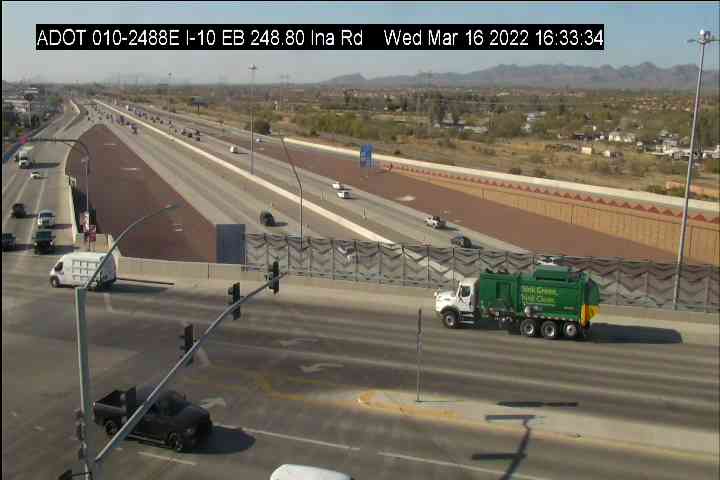 ADOT 010-2488E I-10 EB 248.80 Ina Rd Wed Mar 16 2022 16:33:34
Think Green.
Think Clean.